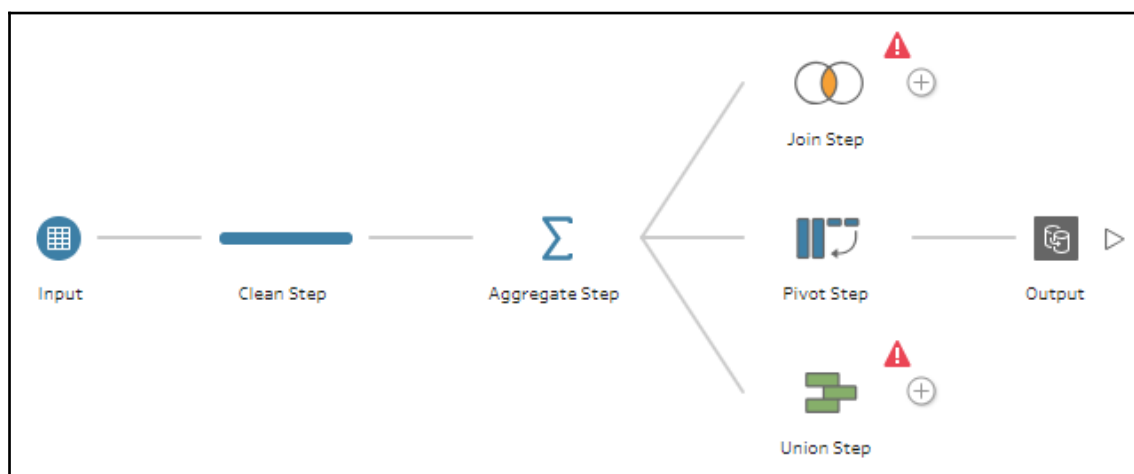 Join Step
Input
Clean Step
Aggregate Step
Pivot Step
Output
Union Step